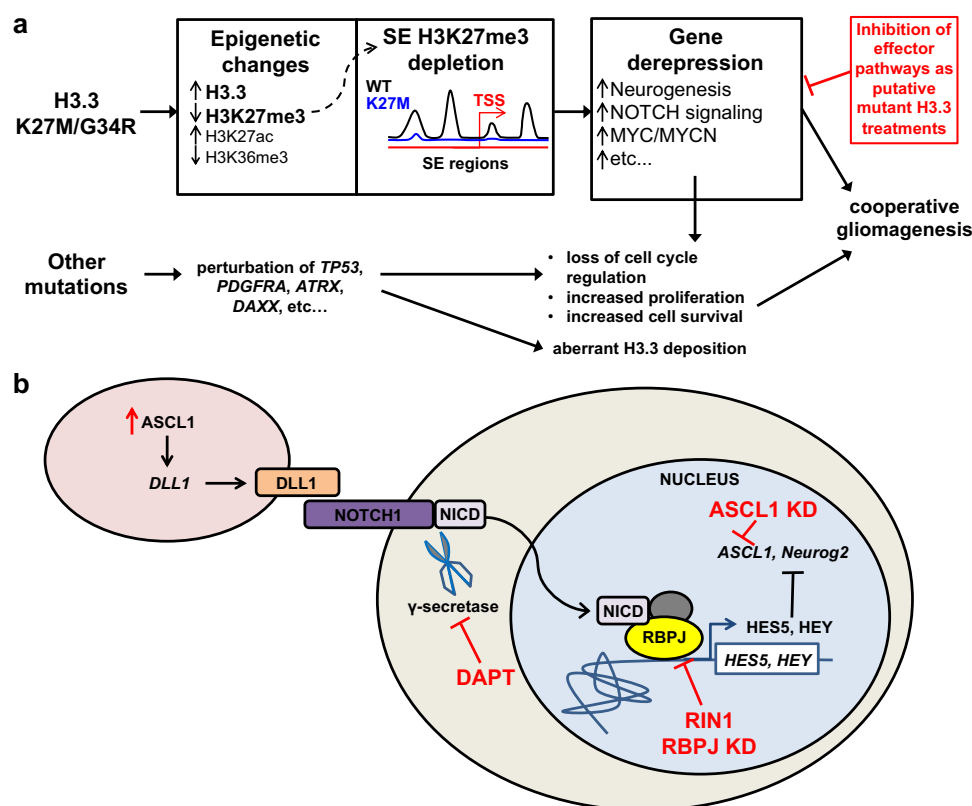 a
H3.3
K27M/G34R
Epigenetic
changes
↑ H3.3
↓ H3K27me3
↑ H3K27ac
↓ H3K36me3
SE H3K27me3
depletion
WT
K27M
TSS
SE regions
Gene
derepression
↑Neurogenesis
↑NOTCH signaling
↑MYC/MYCN
↑etc...
Inhibition of
effector
pathways as
putative
mutant H3.3
treatments
cooperative
gliomagenesis
Other
mutations
perturbation of TP53,
PDGFRA, ATRX,
DAXX, etc…
• loss of cell cycle
regulation
• increased proliferation
• increased cell survival
aberrant H3.3 deposition
b
↑ ASCL1
DLL1
DLL1
NOTCH1
NICD
γ-secretase
DAPT
NUCLEUS
ASCL1 KD
ASCL1, Neurog2
NICD
RBPJ
HES5, HEY
HES5, HEY
RIN1
RBPJ KD